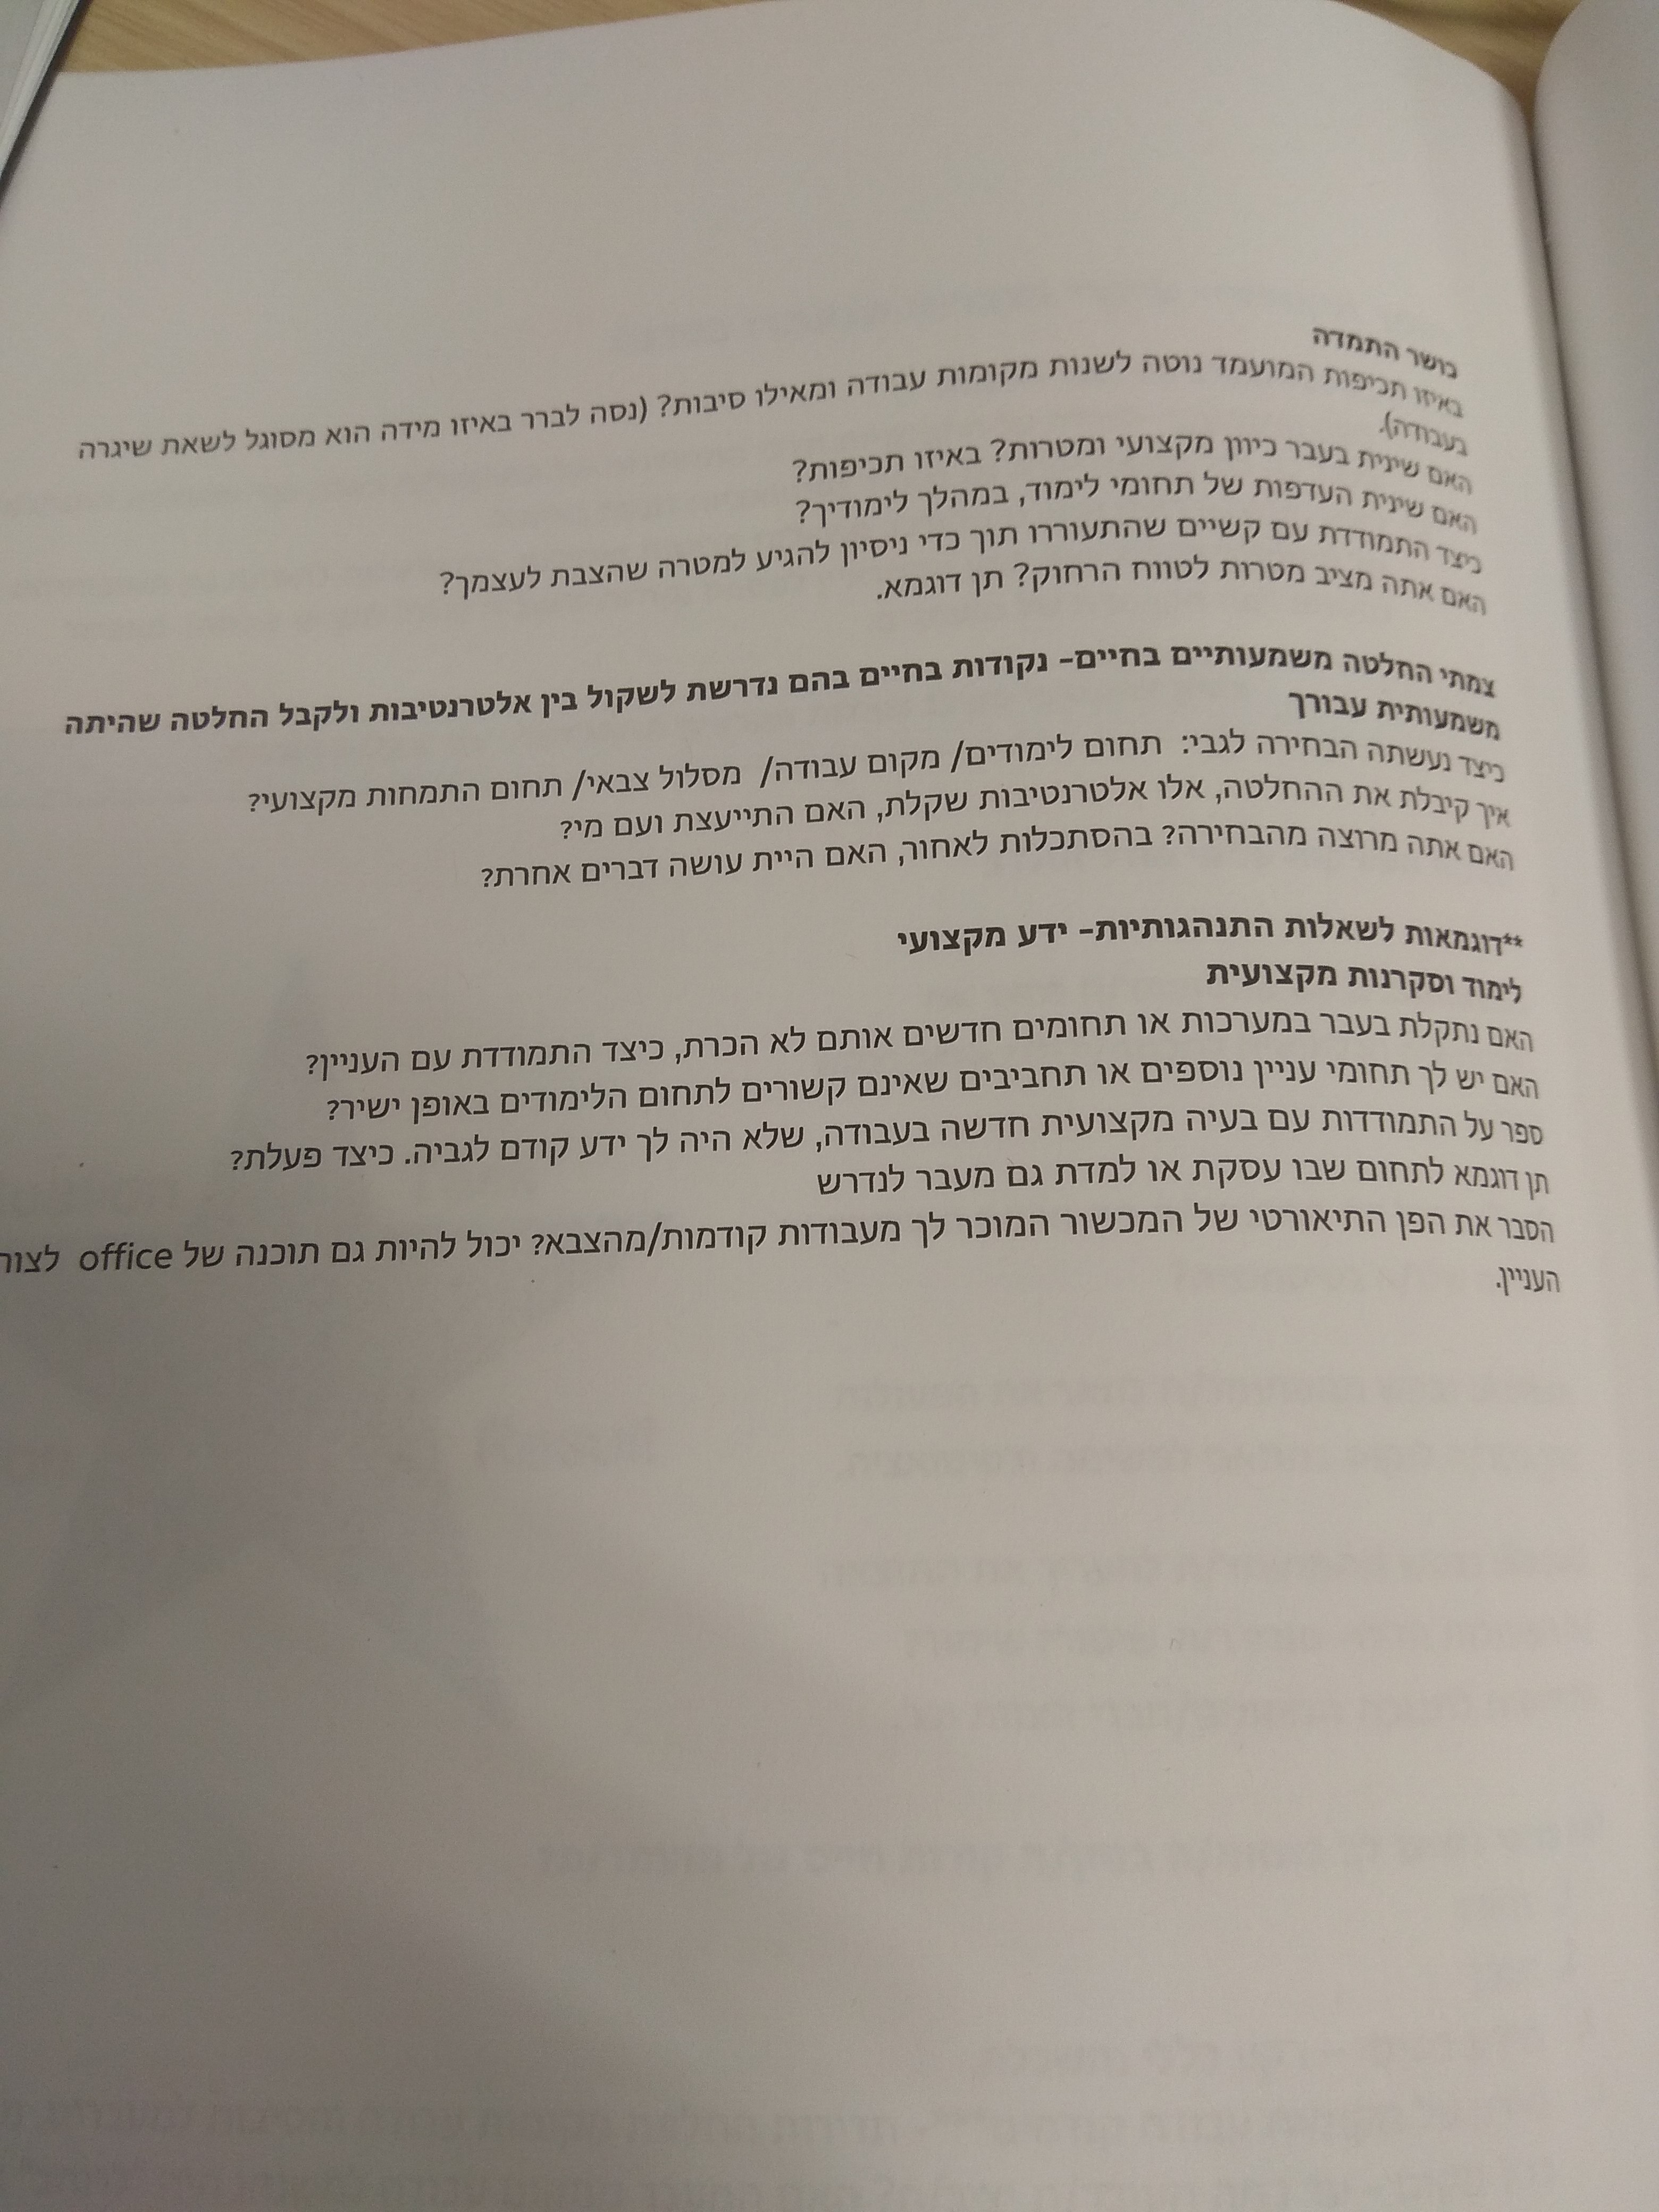 כושר התמדה
באיזו תכיפות המועמד נוטה לשנות מקומות עבודה ומאילו סיבות? (נסה לברר באיזו מידה הוא מסוגל לשאת שיגרה
בעבודה).
האם שינית בעבר כיוון מקצועי ומטרות? באיזו תכיפות?
האם שינית העדפות של תחומי לימוד, במהלך לימודיך?
כיצד התמודדת עם קשיים שהתעוררו תוך כדי ניסיון להגיע למטרה שהצבת לעצמך?
האם אתה מציב מטרות לטווח הרחוק? תן דוגמא.
צמתי החלטה משמעותיים בחיים– נקודות בחיים בהם נדרשת לשקול בין אלטרנטיבות ולקבל החלטה שהיתה
משמעותית עבורך
כיצד נעשתה הבחירה לגבי: תחום לימודים/ מקום עבודה/ מסלול צבאי/ תחום התמחות מקצועי?
איך קיבלת את ההחלטה, אלו אלטרנטיבות שקלת, האם התייעצת ועם מי?
האם אתה מרוצה מהבחירה? בהסתכלות לאחור, האם היית עושה דברים אחרת?
**דוגמאות לשאלות התנהגותיות– ידע מקצועי
לימוד וסקרנות מקצועית
האם נתקלת בעבר במערכות או תחומים חדשים אותם לא הכרת, כיצד התמודדת עם העניין?
האם יש לך תחומי עניין נוספים או תחביבים שאינם קשורים לתחום הלימודים באופן ישיר?
ספר על התמודדות עם בעיה מקצועית חדשה בעבודה, שלא היה לך ידע קודם לגביה. כיצד פעלת?
תן דוגמא לתחום שבו עסקת או למדת גם מעבר לנדרש
הסבר את הפן התיאורטי של המכשור המוכר לך מעבודות קודמות/מהצבא? יכול להיות גם תוכנה של office לצור
העניין.